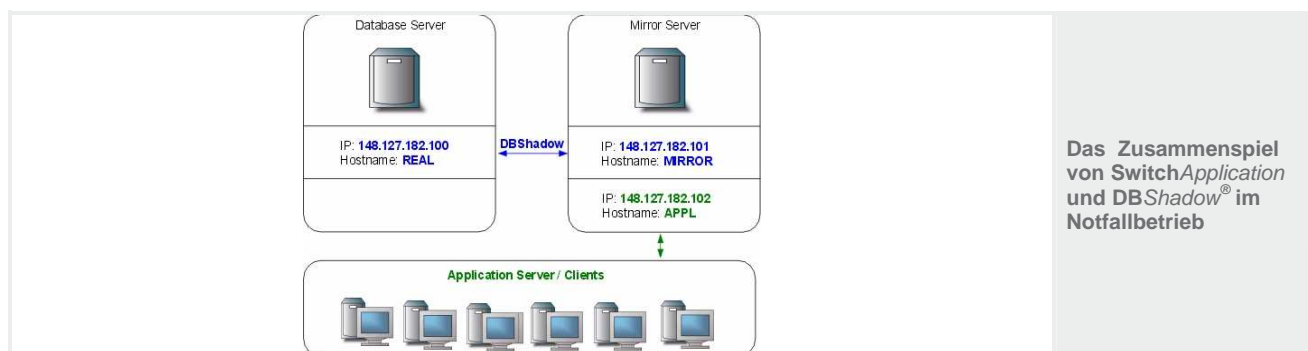 Database Server
Mirror Server
IP: 148.127.182.100
Hostname: REAL
DBShadow
IP: 148.127.182.101
Hostname: MIRROR
IP: 148.127.182.102
Hostname: APPL
Application Server / Clients
Das Zusammenspiel
von SwitchApplication
und DBShadow® im
Notfallbetrieb